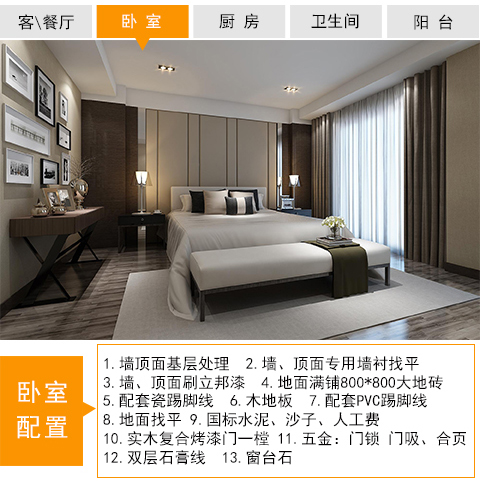 客\餐厅 卧 室 厨 房 卫生间 阳 台
卧室
配置
1.墙顶面基层处理 2.墙、顶面专用墙衬找平
3.墙、顶面刷立邦漆 4.地面满铺800*800大地砖
5.配套瓷踢脚线 6.木地板 7.配套PVC踢脚线
8.地面找平 9.国标水泥、沙子、人工费
10.实木复合烤漆门一樘 11.五金：门锁 门吸、合页
12.双层石膏线 13.窗台石